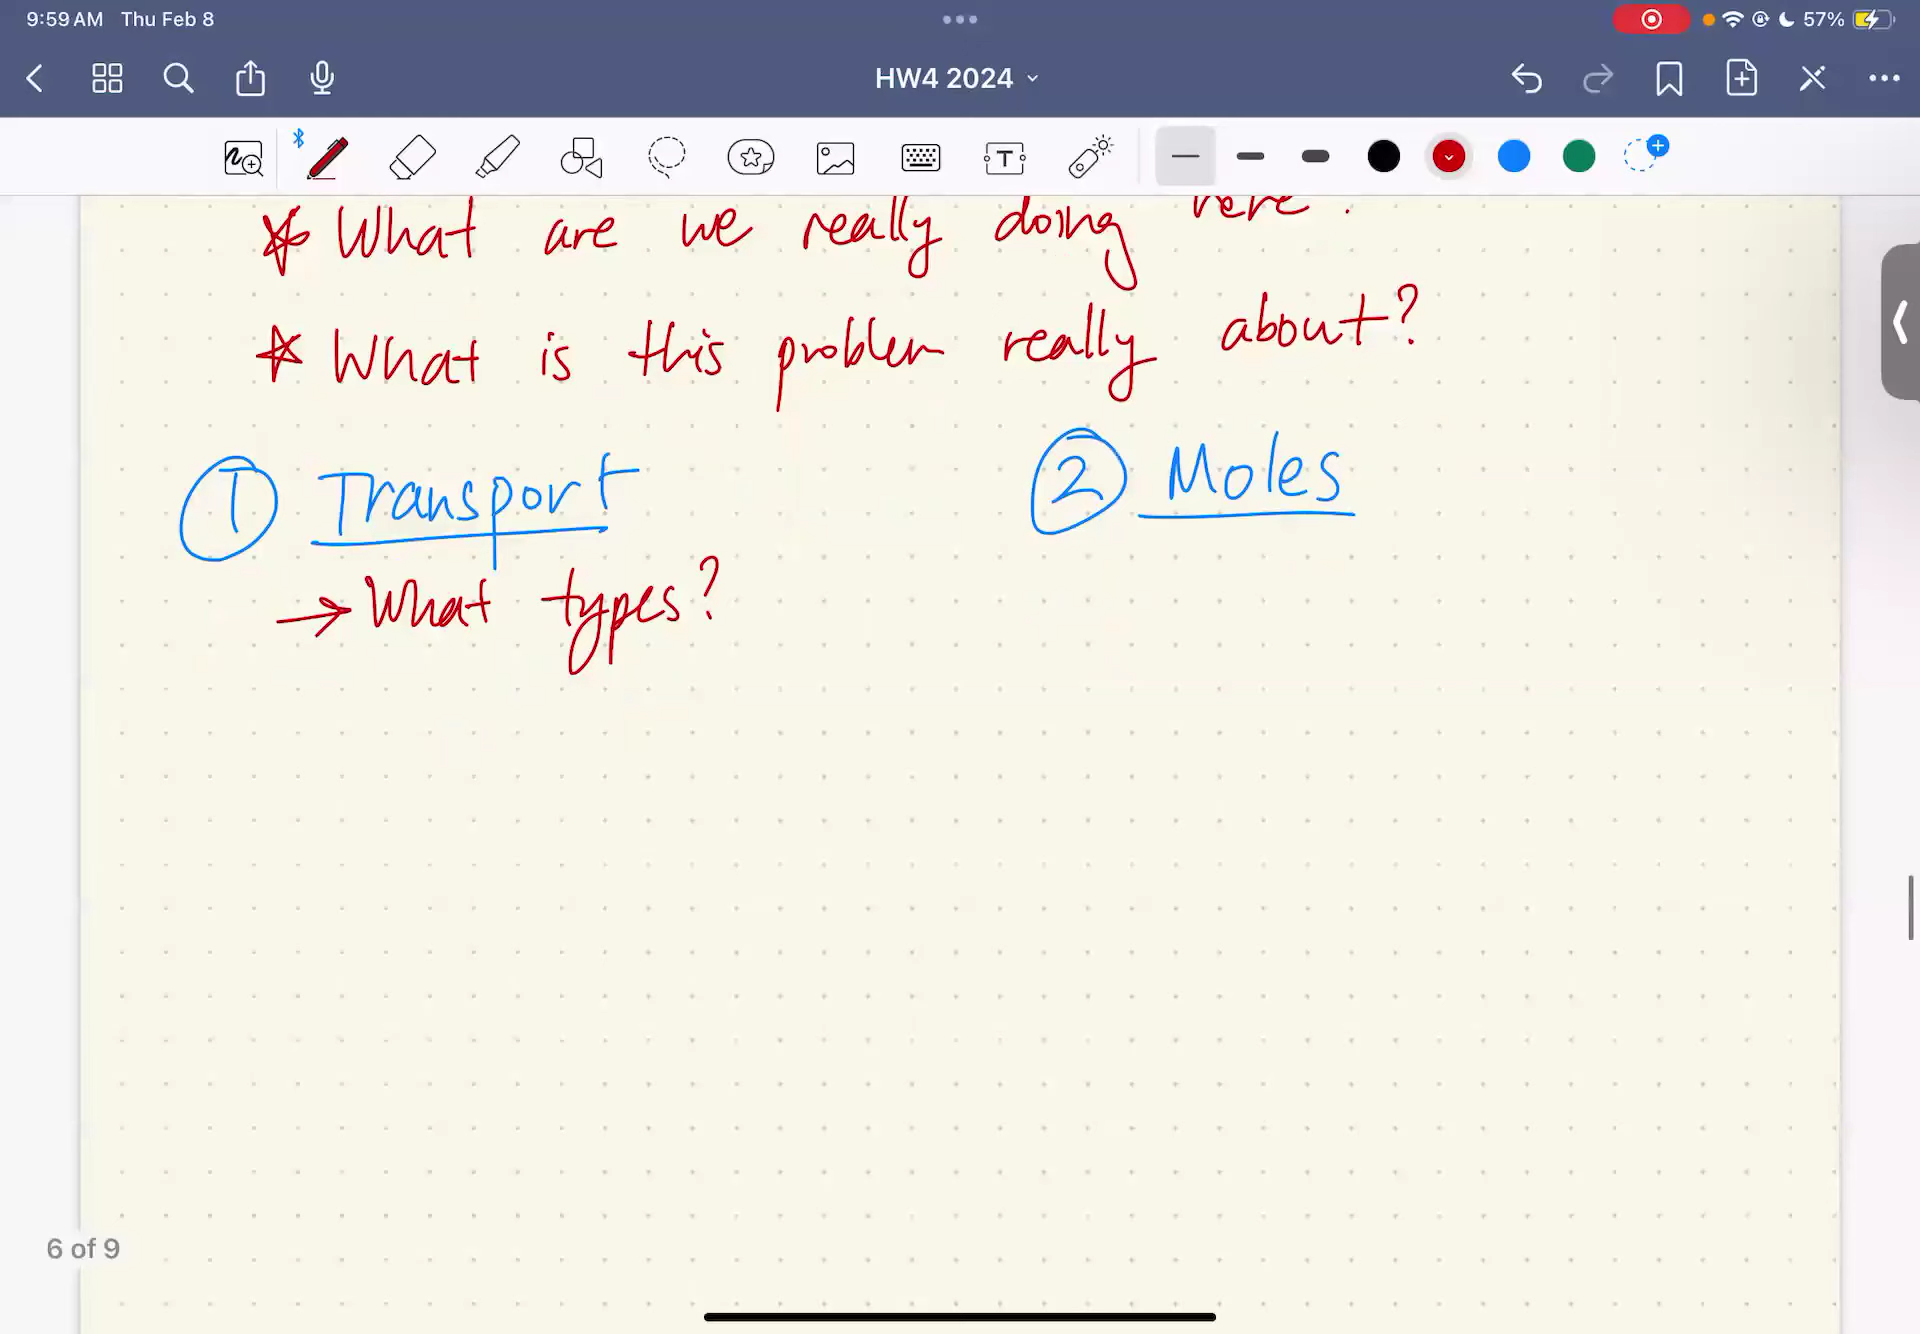 9:59 AM Thu Feb 8
57%
HW4 2024
* What are we really doing here?
* What is this problem really about?
① Transport
② Moles
→ What types?
6 of 9